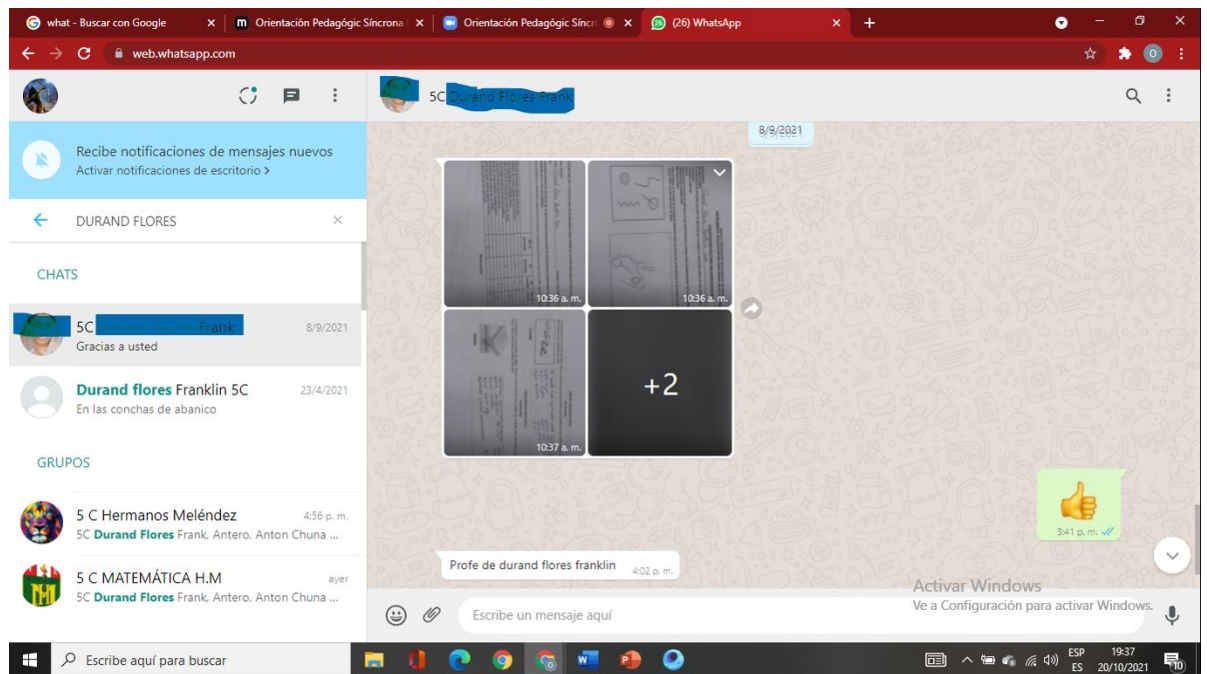 what - Buscar con Google
Orientación Pedagógic Síncrona
Orientación Pedagógic Síncr
(26) WhatsApp
web.whatsapp.com
O
5C Durand Flores Frank
8/9/2021
Recibe notificaciones de mensajes nuevos
Activar notificaciones de escritorio >
DURAND FLORES
CHATS
5C Frank 8/9/2021
Gracias a usted
Durand flores Franklin 5C 23/4/2021
En las conchas de abanico
GRUPOS
5 C Hermanos Meléndez 4:56 p. m.
5C Durand Flores Frank, Antero, Anton Chuna ...
5 C MATEMÁTICA H.M ayer
5C Durand Flores Frank, Antero, Anton Chuna ...
10:36 a. m.
10:36 a. m.
10:37 a. m.
+2
3:41 p. m.
Profe de durand flores franklin 4:02 p. m.
Escribe un mensaje aquí
Activar Windows
Ve a Configuración para activar Windows.
Escribe aquí para buscar
ESP 19:37
ES 20/10/2021
10